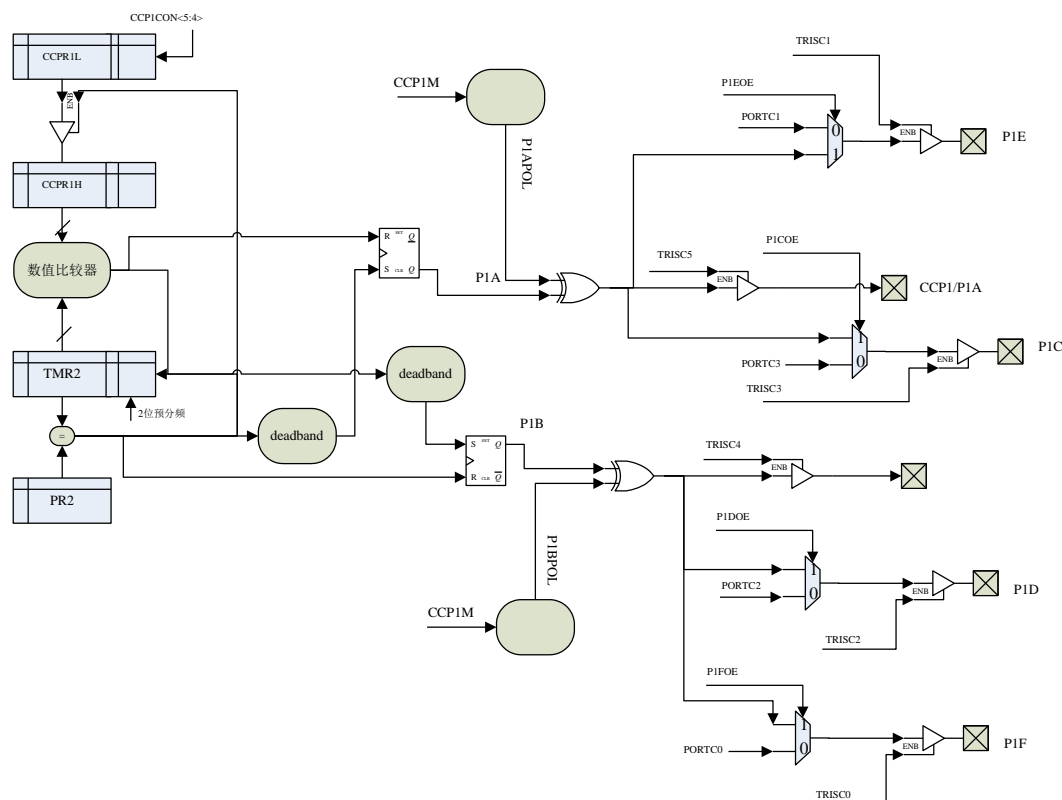 CCP1CON<5:4>
CCPR1L
ENB
CCPR1H
数值比较器
TMR2
2位预分频
=
PR2
deadband
deadband
CCP1M
P1APOL
R SET Q
S CLR Q
P1A
P1B
S SET Q
R CLR Q
CCP1M
P1BPOL
TRISC1
P1EOE
PORTC1
0
1
ENB
P1E
TRISC5
ENB
P1COE
CCP1/P1A
1
0
PORTC3
ENB
P1C
TRISC3
TRISC4
ENB
P1DOE
1
0
PORTC2
ENB
P1D
TRISC2
P1FOE
1
0
PORTC0
ENB
P1F
TRISC0